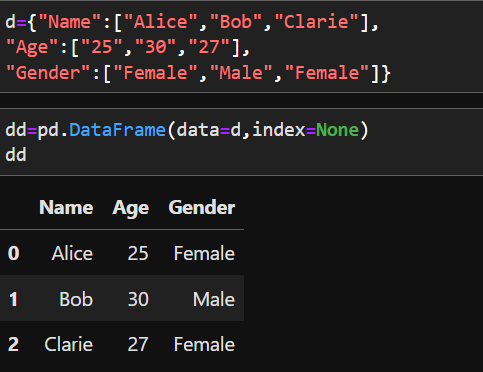 d={"Name":["Alice","Bob","Clarie"],
"Age":["25","30","27"],
"Gender":["Female","Male","Female"]}
dd=pd.DataFrame(data=d,index=None)
dd
Name Age Gender
0 Alice 25 Female
1 Bob 30 Male
2 Clarie 27 Female